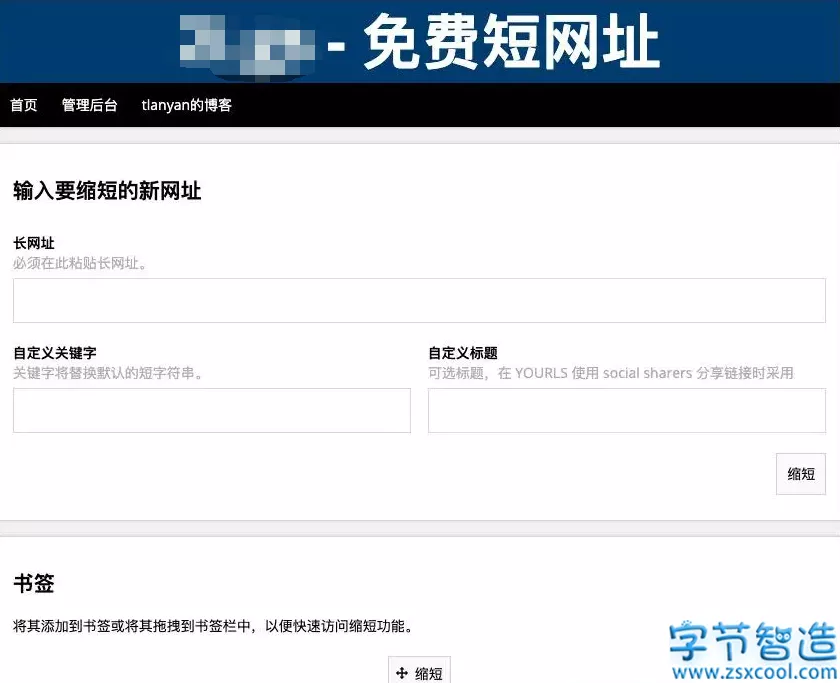 - 免费短网址
首页 管理后台 tlanyan的博客
输入要缩短的新网址
长网址
必须在此粘贴长网址。
自定义关键字 自定义标题
关键字将替换默认的短字符串。 可选标题，在 YOURLS 使用 social sharers 分享链接时采用
缩短
书签
将其添加到书签或将其拖拽到书签栏中，以便快速访问缩短功能。
缩短
字节智造
www.zsxcool.com